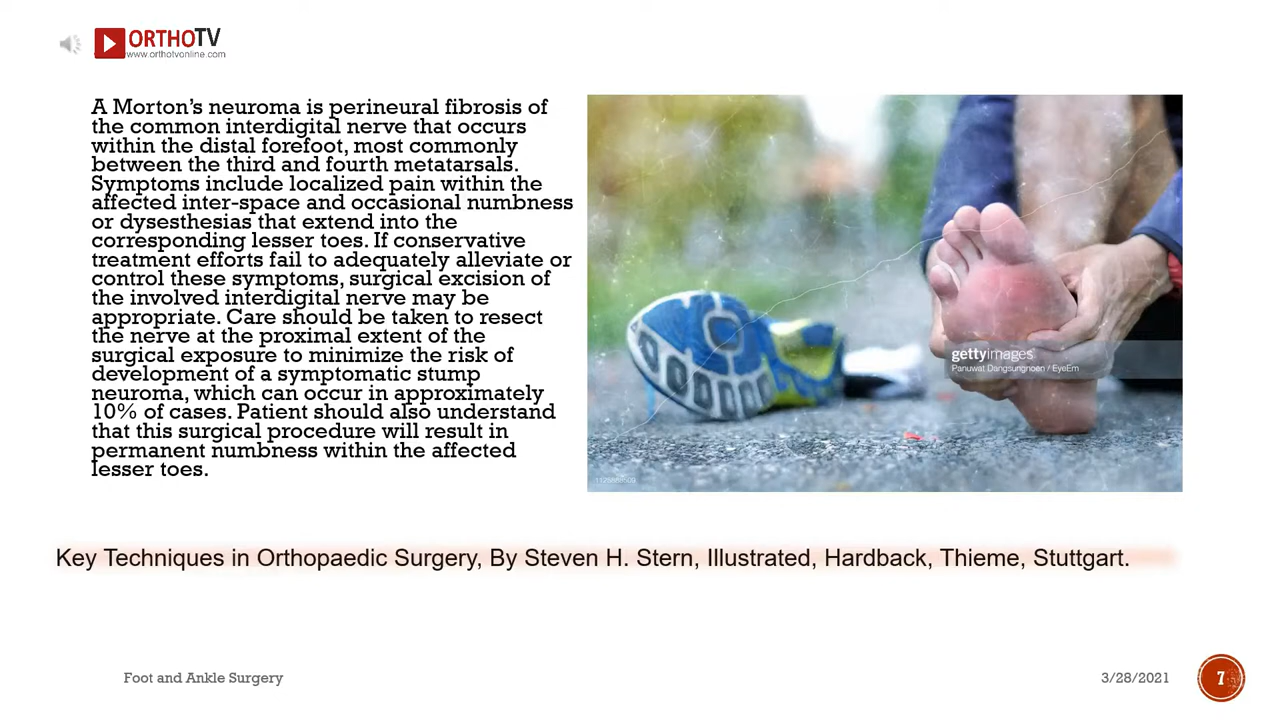 ORTHOTV
www.orthotvonline.com
A Morton's neuroma is perineural fibrosis of
the common interdigital nerve that occurs
within the distal forefoot, most commonly
between the third and fourth metatarsals.
Symptoms include localized pain within the
affected inter-space and occasional numbness
or dysesthesias that extend into the
corresponding lesser toes. If conservative
treatment efforts fail to adequately alleviate or
control these symptoms, surgical excision of
the involved interdigital nerve may be
appropriate. Care should be taken to resect
the nerve at the proximal extent of the
surgical exposure to minimize the risk of
development of a symptomatic stump
neuroma, which can occur in approximately
10% of cases. Patient should also understand
that this surgical procedure will result in
permanent numbness within the affected
lesser toes.
gettyimages
Panuwat Dangsungnoen / EyeEm
Key Techniques in Orthopaedic Surgery, By Steven H. Stern, Illustrated, Hardback, Thieme, Stuttgart.
Foot and Ankle Surgery
3/28/2021
7